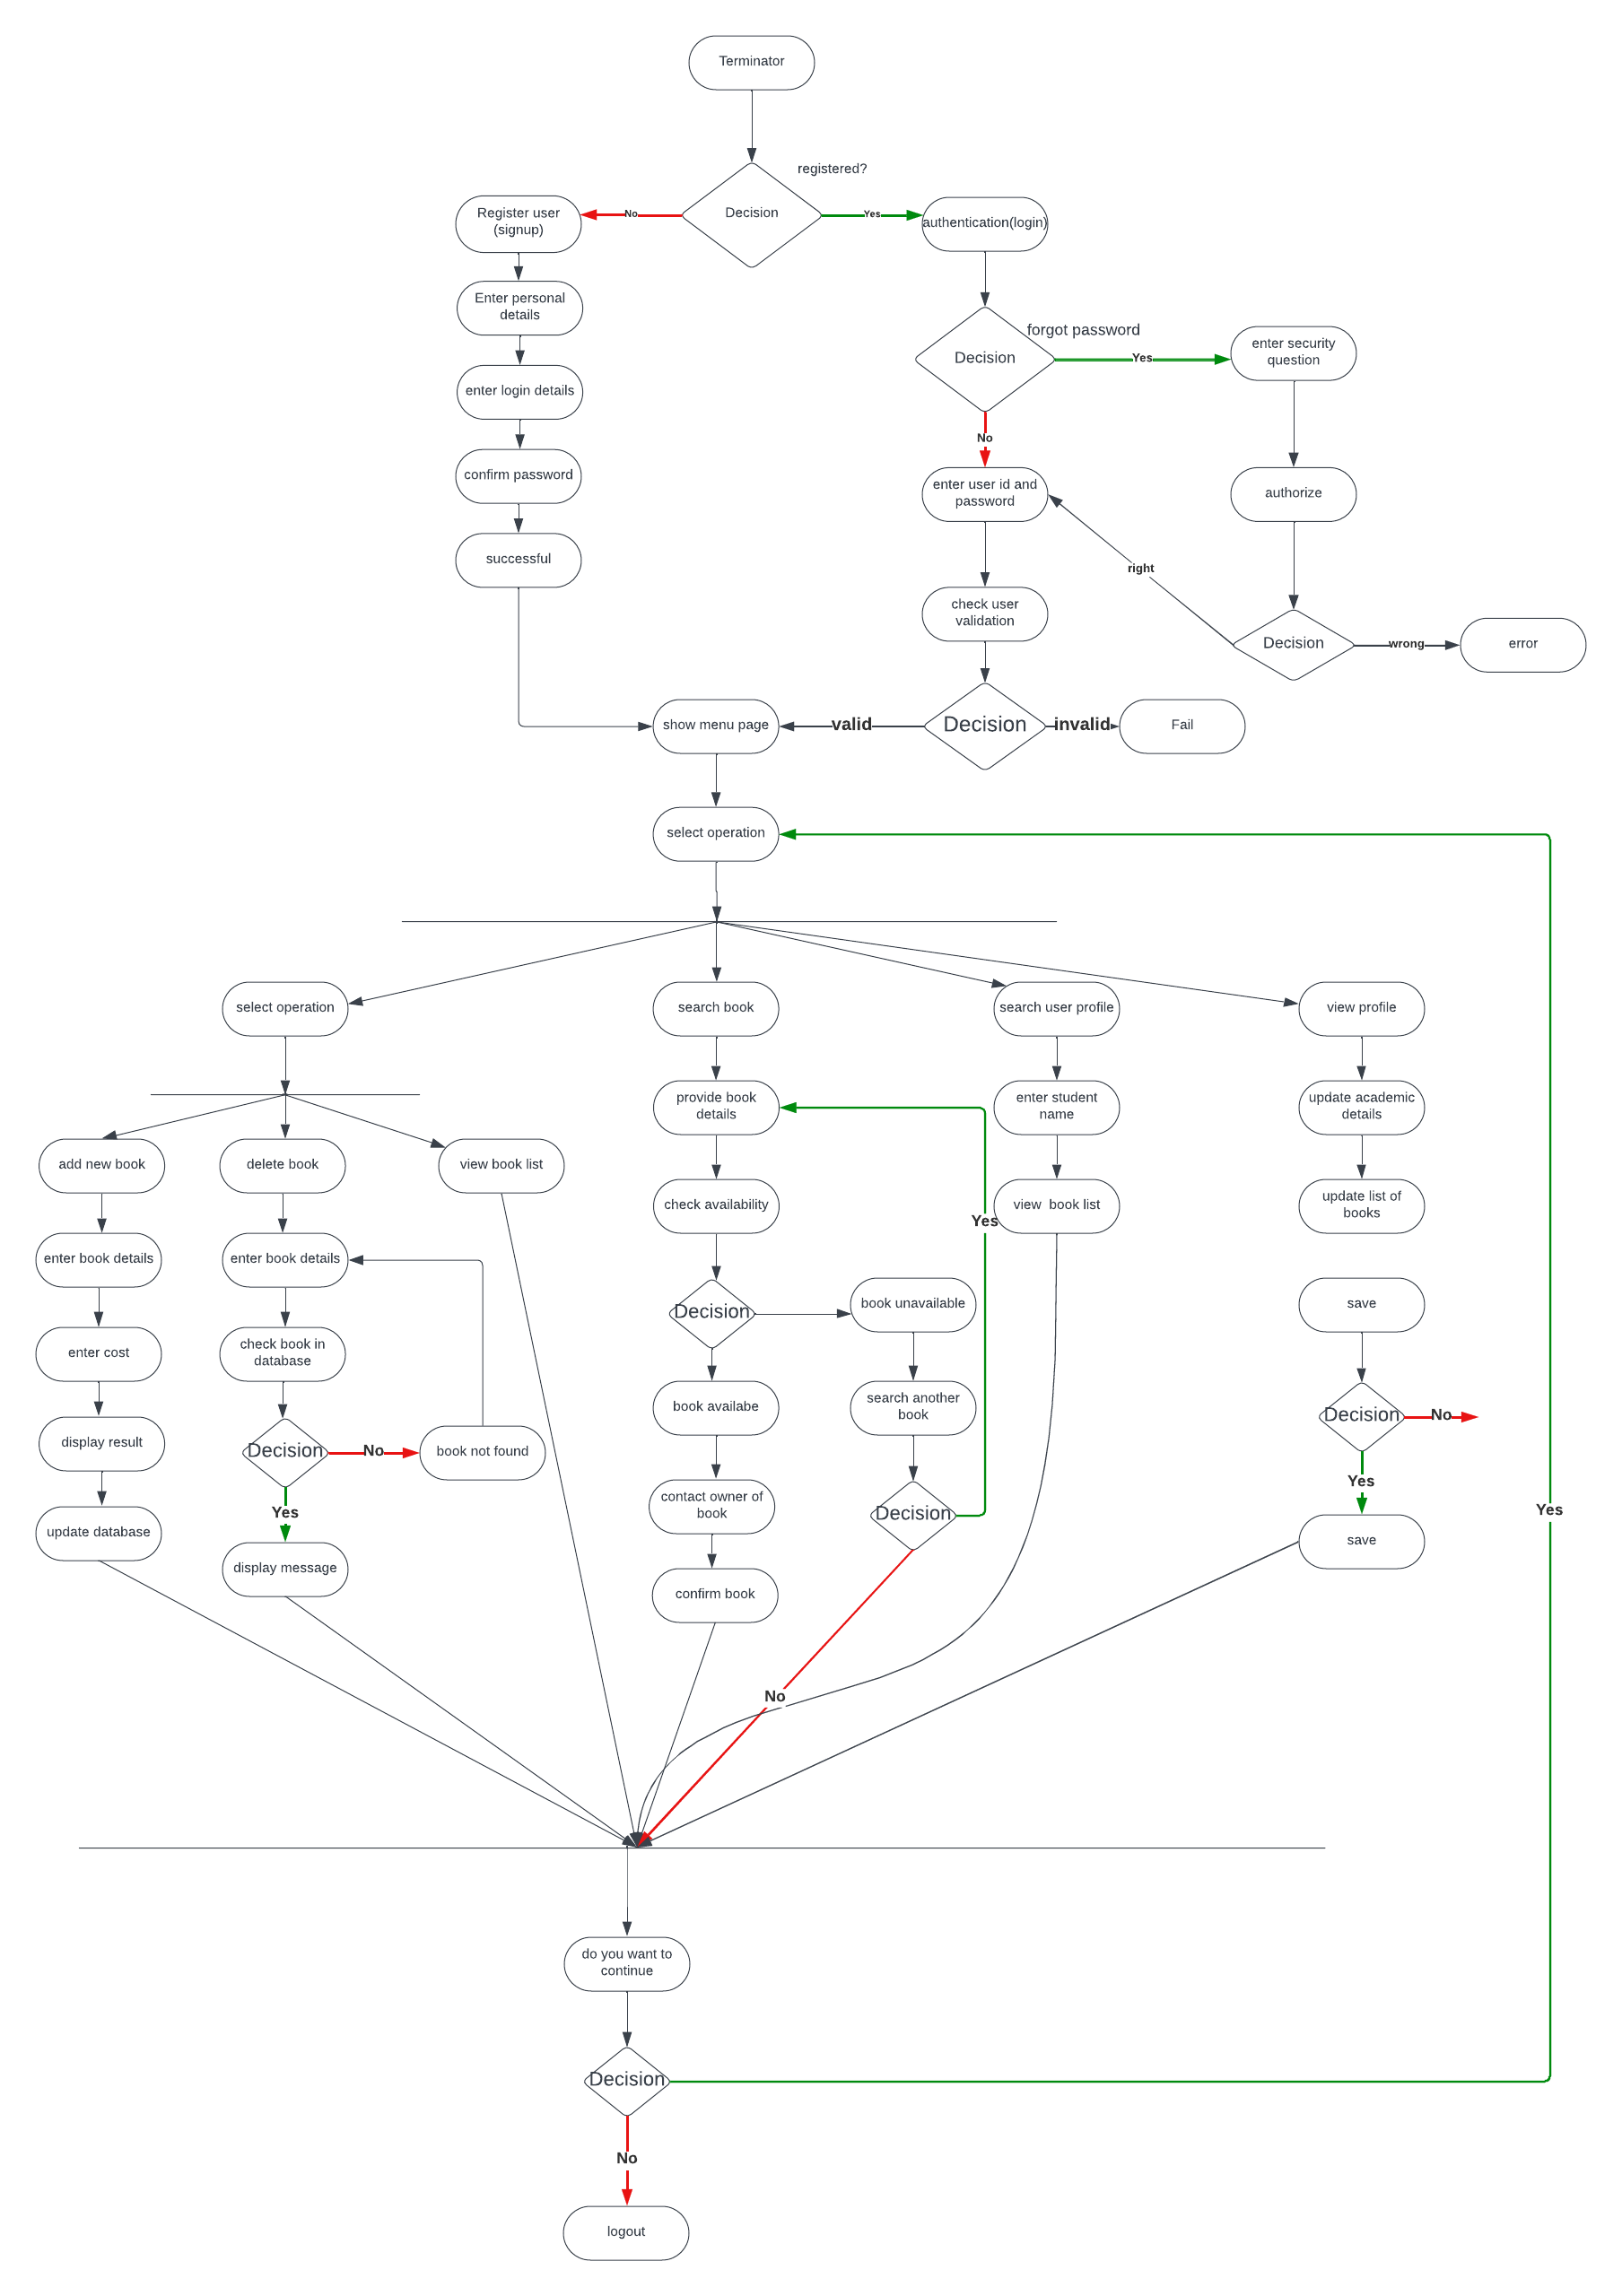 Terminator
registered?
Decision
No
Yes
Register user
(signup)
authentication(login)
Enter personal
details
forgot password
Decision
Yes
enter security
question
enter login details
No
confirm password
enter user id and
password
authorize
successful
right
check user
validation
Decision
wrong
error
show menu page
valid
Decision
invalid
Fail
select operation
select operation
search book
search user profile
view profile
provide book
details
enter student
name
update academic
details
add new book
delete book
view book list
check availability
view  book list
update list of
books
Yes
enter book details
enter book details
Decision
book unavailable
save
enter cost
check book in
database
book availabe
search another
book
Decision
No
display result
Decision
No
book not found
Yes
contact owner of
book
Decision
Yes
Yes
update database
save
display message
confirm book
No
do you want to
continue
Decision
No
logout